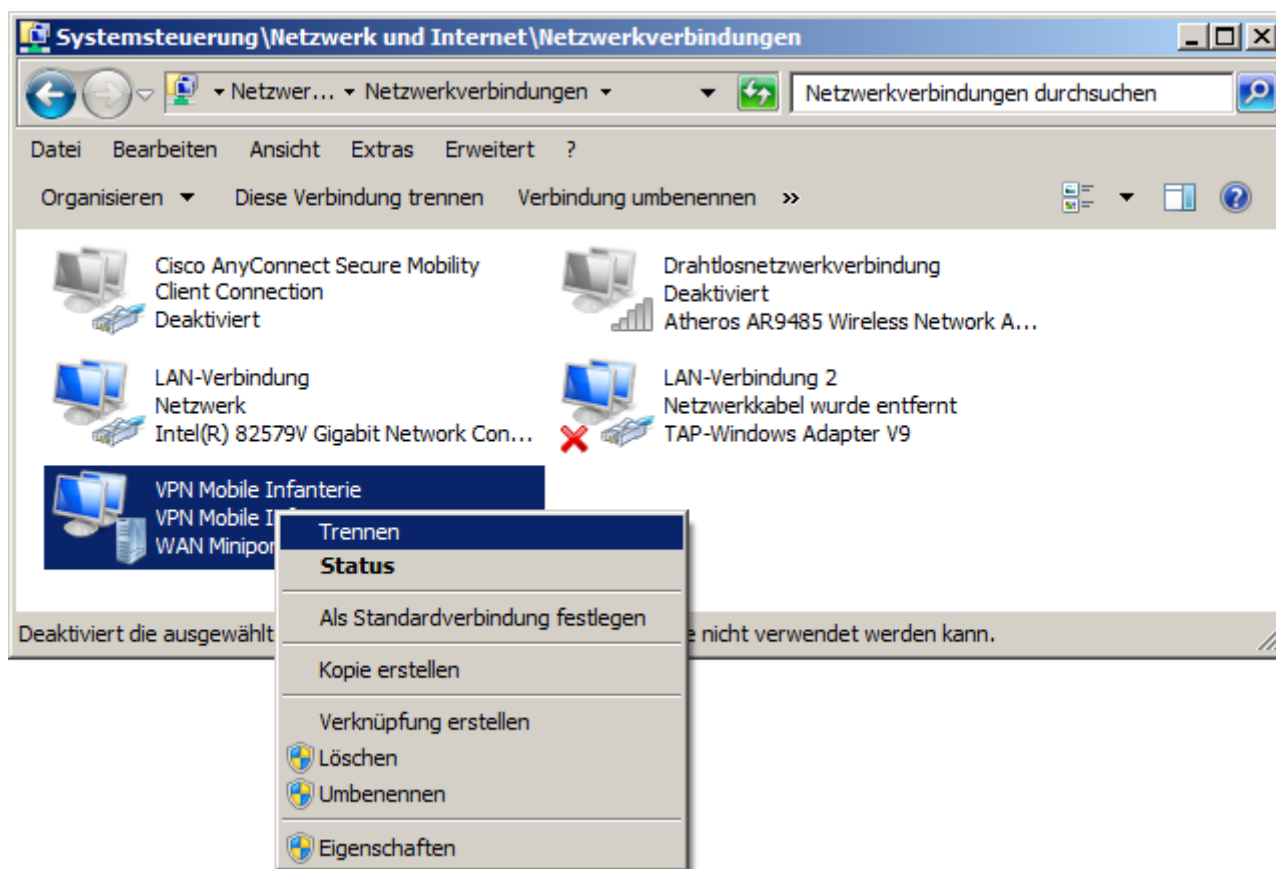 Systemsteuerung\Netzwerk und Internet\Netzwerkverbindungen
Netzwer... Netzwerkverbindungen
Netzwerkverbindungen durchsuchen
Datei Bearbeiten Ansicht Extras Erweitert ?
Organisieren Diese Verbindung trennen Verbindung umbenennen »
Cisco AnyConnect Secure Mobility
Client Connection
Deaktiviert
Drahtlosnetzwerkverbindung
Deaktiviert
Atheros AR9485 Wireless Network A...
LAN-Verbindung
Netzwerk
Intel(R) 82579V Gigabit Network Con...
LAN-Verbindung 2
Netzwerkkabel wurde entfernt
TAP-Windows Adapter V9
VPN Mobile Infanterie
VPN Mobile
WAN
Trennen
Status
Als Standardverbindung festlegen
Kopie erstellen
Verknüpfung erstellen
Löschen
Umbenennen
Eigenschaften
Deaktiviert die nicht verwendet werden kann.